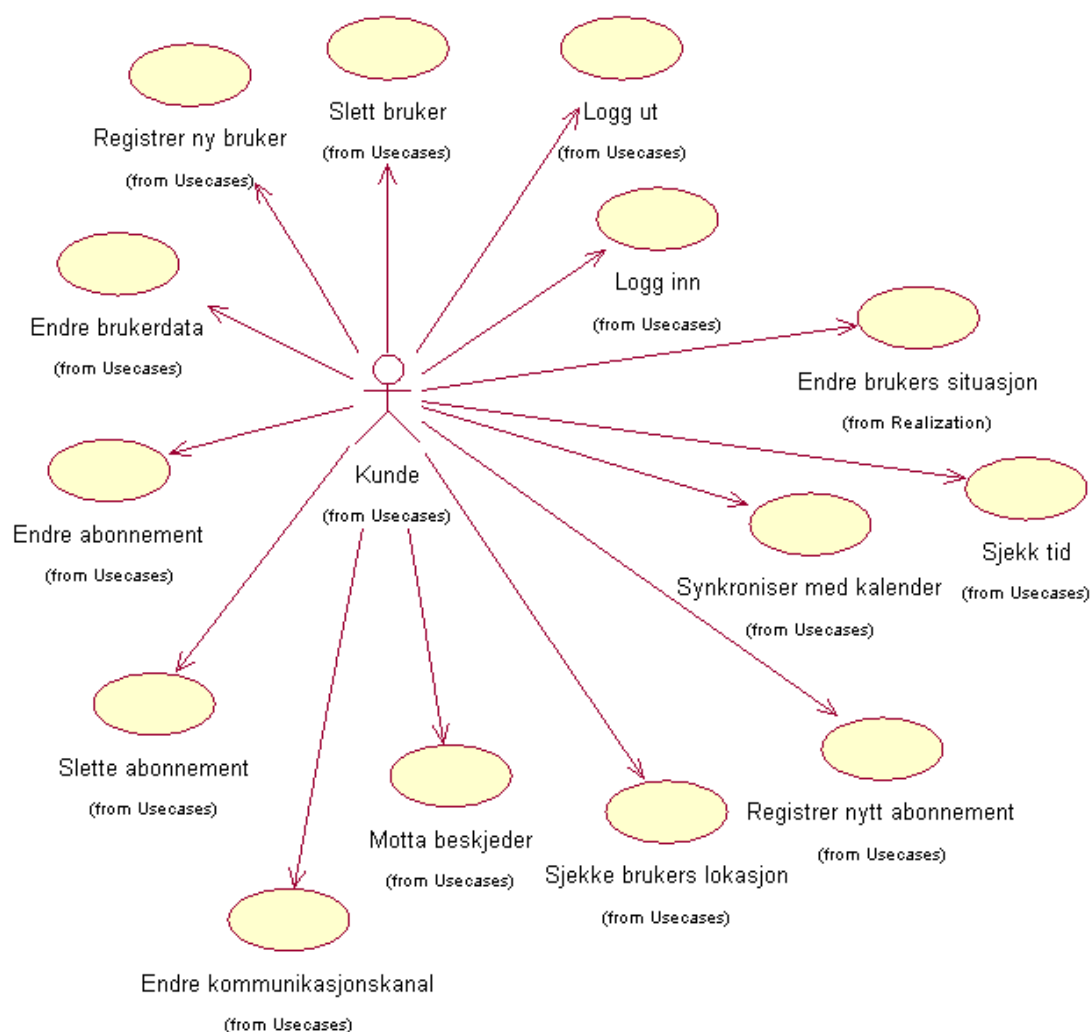 Registrer ny bruker
(from Usecases)
Slett bruker
(from Usecases)
Logg ut
(from Usecases)
Logg inn
(from Usecases)
Endre brukerdata
(from Usecases)
Endre brukers situasjon
(from Realization)
Kunde
(from Usecases)
Endre abonnement
(from Usecases)
Sjekk tid
(from Usecases)
Synkroniser med kalender
(from Usecases)
Slette abonnement
(from Usecases)
Motta beskjeder
(from Usecases)
Sjekke brukers lokasjon
(from Usecases)
Registrer nytt abonnement
(from Usecases)
Endre kommunikasjonskanal
(from Usecases)